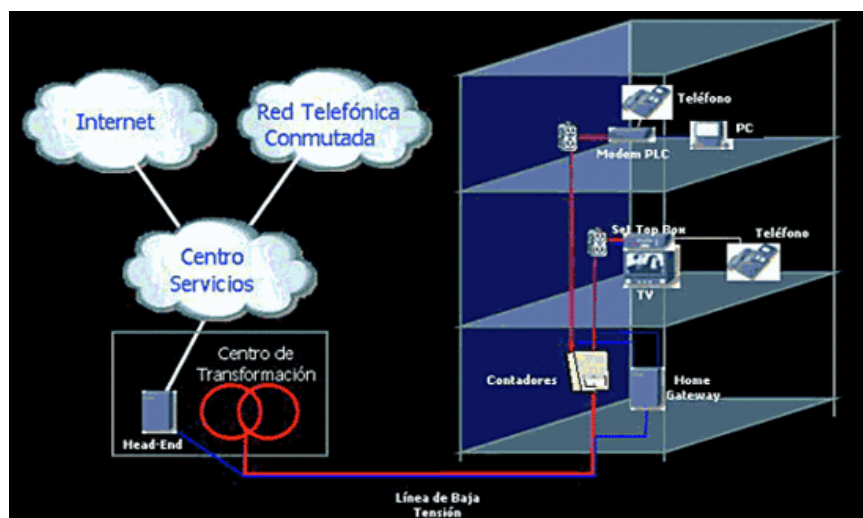 Internet
Red Telefónica
Conmutada
Centro
Servicios
Centro de
Transformación
Head-End
Línea de Baja
Tensión
Teléfono
PC
Modem PLC
Set Top Box
Teléfono
TV
Contadores
Home
Gateway